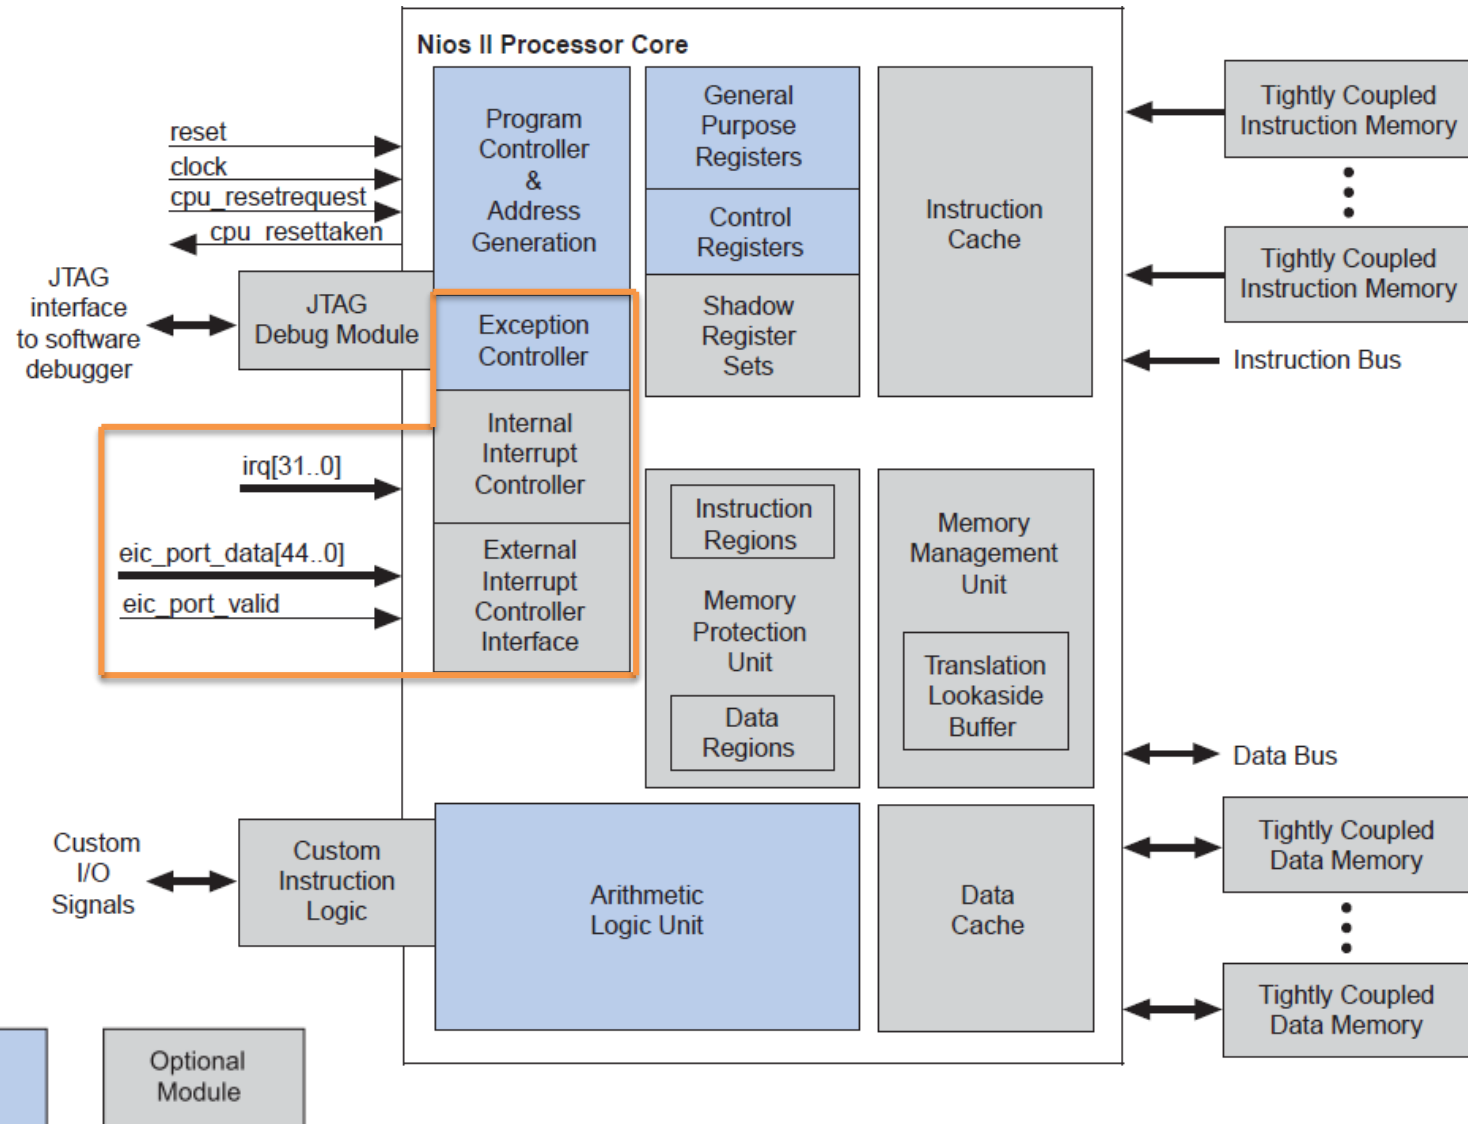 Nios II Processor Core
reset
clock
cpu_resetrequest
cpu_resettaken
JTAG
interface
to software
debugger
JTAG
Debug Module
Program
Controller
&
Address
Generation
Exception
Controller
Internal
Interrupt
Controller
External
Interrupt
Controller
Interface
irq[31..0]
eic_port_data[44..0]
eic_port_valid
General
Purpose
Registers
Control
Registers
Shadow
Register
Sets
Instruction
Cache
Instruction
Regions
Memory
Protection
Unit
Data
Regions
Memory
Management
Unit
Translation
Lookaside
Buffer
Custom
I/O
Signals
Custom
Instruction
Logic
Arithmetic
Logic Unit
Data
Cache
Tightly Coupled
Instruction Memory
Tightly Coupled
Instruction Memory
Instruction Bus
Data Bus
Tightly Coupled
Data Memory
Tightly Coupled
Data Memory
Optional
Module